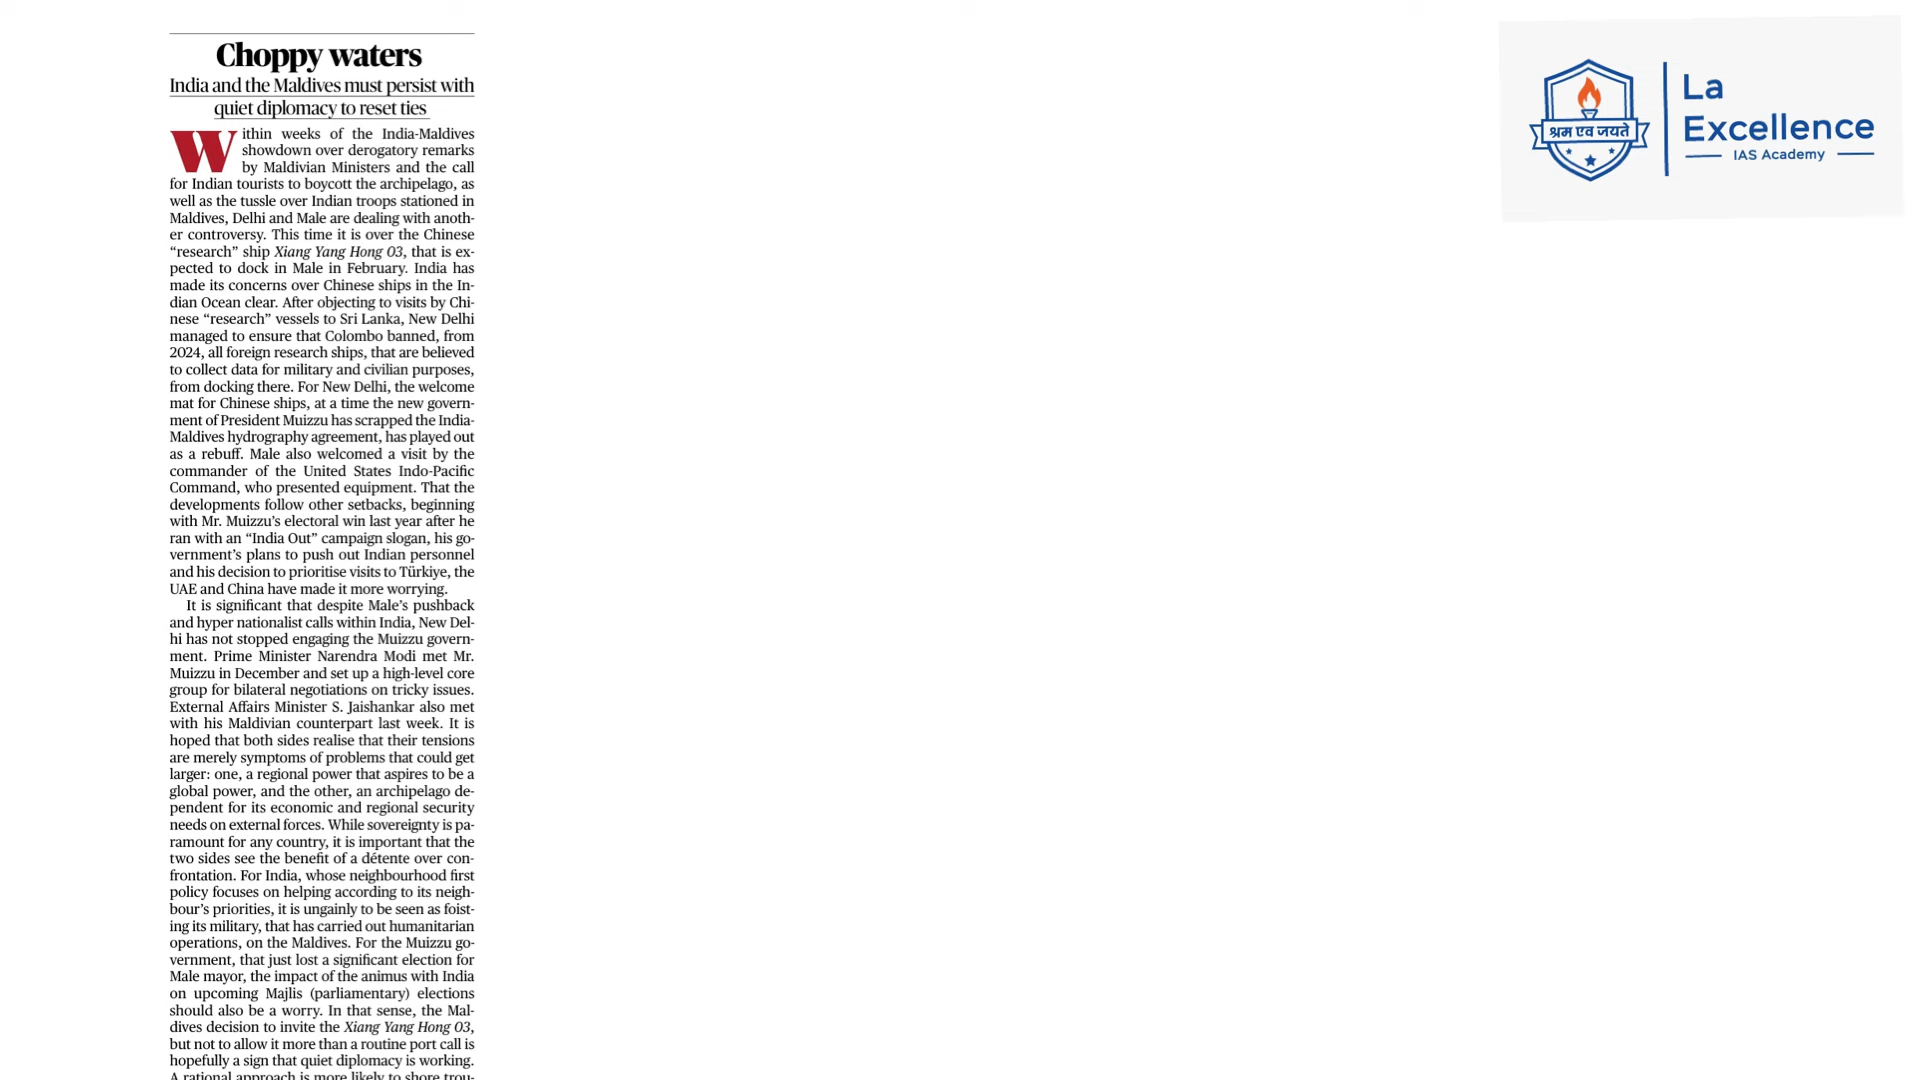 Choppy waters
India and the Maldives must persist with
quiet diplomacy to reset ties
Within weeks of the India-Maldives
showdown over derogatory remarks
by Maldivian Ministers and the call
for Indian tourists to boycott the archipelago, as
well as the tussle over Indian troops stationed in
Maldives, Delhi and Male are dealing with anoth-
er controversy. This time it is over the Chinese
“research” ship Xiang Yang Hong 03, that is ex-
pected to dock in Male in February. India has
made its concerns over Chinese ships in the In-
dian Ocean clear. After objecting to visits by Chi-
nese “research” vessels to Sri Lanka, New Delhi
managed to ensure that Colombo banned, from
2024, all foreign research ships, that are believed
to collect data for military and civilian purposes,
from docking there. For New Delhi, the welcome
mat for Chinese ships, at a time the new govern-
ment of President Muizzu has scrapped the India-
Maldives hydrography agreement, has played out
as a rebuff. Male also welcomed a visit by the
commander of the United States Indo-Pacific
Command, who presented equipment. That the
developments follow other setbacks, beginning
with Mr. Muizzu’s electoral win last year after he
ran with an “India Out” campaign slogan, his go-
vernment’s plans to push out Indian personnel
and his decision to prioritise visits to Türkiye, the
UAE and China have made it more worrying.
It is significant that despite Male’s pushback
and hyper nationalist calls within India, New Del-
hi has not stopped engaging the Muizzu govern-
ment. Prime Minister Narendra Modi met Mr.
Muizzu in December and set up a high-level core
group for bilateral negotiations on tricky issues.
External Affairs Minister S. Jaishankar also met
with his Maldivian counterpart last week. It is
hoped that both sides realise that their tensions
are merely symptoms of problems that could get
larger: one, a regional power that aspires to be a
global power, and the other, an archipelago de-
pendent for its economic and regional security
needs on external forces. While sovereignty is pa-
ramount for any country, it is important that the
two sides see the benefit of a détente over con-
frontation. For India, whose neighbourhood first
policy focuses on helping according to its neigh-
bour’s priorities, it is ungainly to be seen as foist-
ing its military, that has carried out humanitarian
operations, on the Maldives. For the Muizzu go-
vernment, that just lost a significant election for
Male mayor, the impact of the animus with India
on upcoming Majlis (parliamentary) elections
should also be a worry. In that sense, the Mal-
dives decision to invite the Xiang Yang Hong 03,
but not to allow it more than a routine port call is
hopefully a sign that quiet diplomacy is working.
A rational approach is more likely to shore trou-
श्रम एव जयते
La
Excellence
IAS Academy